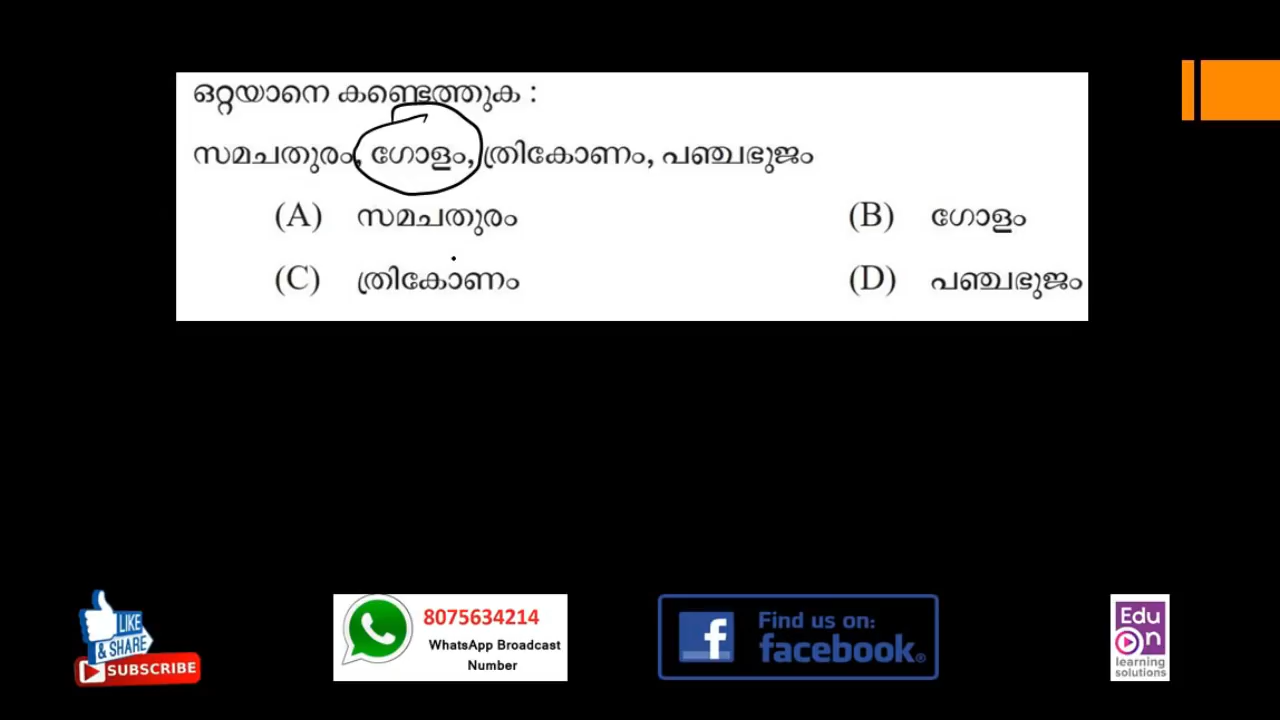 ഒറ്റയാനെ കണ്ടെത്തുക :
സമചതുരം, ഗോളം, ത്രികോണം, പഞ്ചഭുജം
(A) സമചതുരം (B) ഗോളം
(C) ത്രികോണം (D) പഞ്ചഭുജം
LIKE
& SHARE
SUBSCRIBE
8075634214
WhatsApp Broadcast
Number
Find us on:
facebook®
Edu
On
learning
solutions